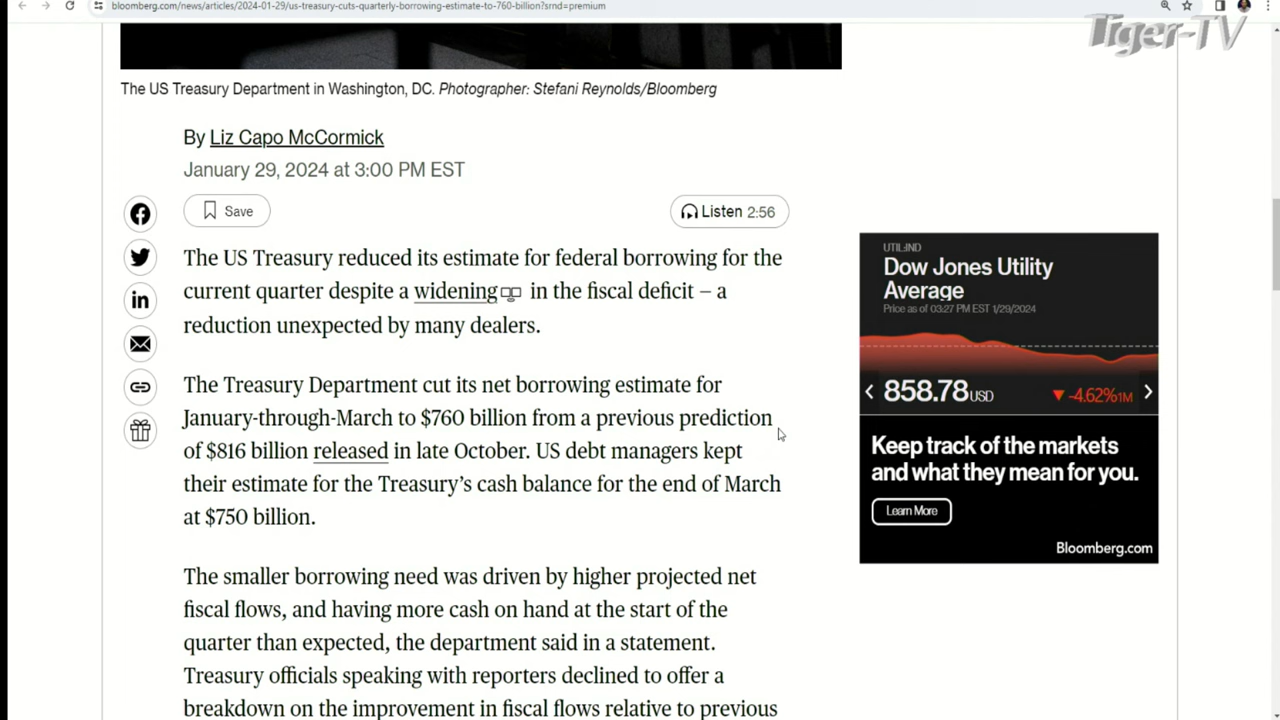 bloomberg.com/news/articles/2024-01-29/us-treasury-cuts-quarterly-borrowing-estimate-to-760-billion?srnd=premium
Tiger-TV
The US Treasury Department in Washington, DC. Photographer: Stefani Reynolds/Bloomberg
By Liz Capo McCormick
January 29, 2024 at 3:00 PM EST
Save
Listen 2:56
The US Treasury reduced its estimate for federal borrowing for the
current quarter despite a widening in the fiscal deficit – a
reduction unexpected by many dealers.
The Treasury Department cut its net borrowing estimate for
January-through-March to $760 billion from a previous prediction
of $816 billion released in late October. US debt managers kept
their estimate for the Treasury's cash balance for the end of March
at $750 billion.
The smaller borrowing need was driven by higher projected net
fiscal flows, and having more cash on hand at the start of the
quarter than expected, the department said in a statement.
Treasury officials speaking with reporters declined to offer a
breakdown on the improvement in fiscal flows relative to previous
UTIL:IND
Dow Jones Utility
Average
Price as of 03:27 PM EST 1/29/2024
858.78 USD
▼-4.62% 1M
Keep track of the markets
and what they mean for you.
Learn More
Bloomberg.com